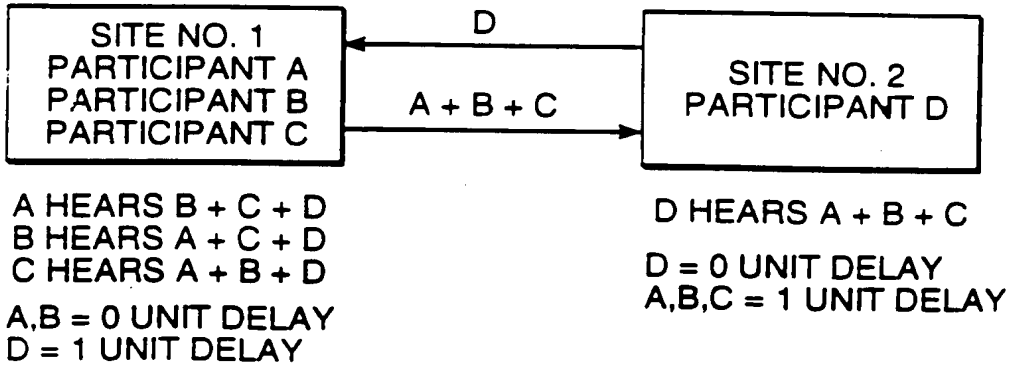 SITE NO. 1
PARTICIPANT A
PARTICIPANT B
PARTICIPANT C
D
A + B + C
SITE NO. 2
PARTICIPANT D
A HEARS B + C + D
B HEARS A + C + D
C HEARS A + B + D
A,B = 0 UNIT DELAY
D = 1 UNIT DELAY
D HEARS A + B + C
D = 0 UNIT DELAY
A,B,C = 1 UNIT DELAY